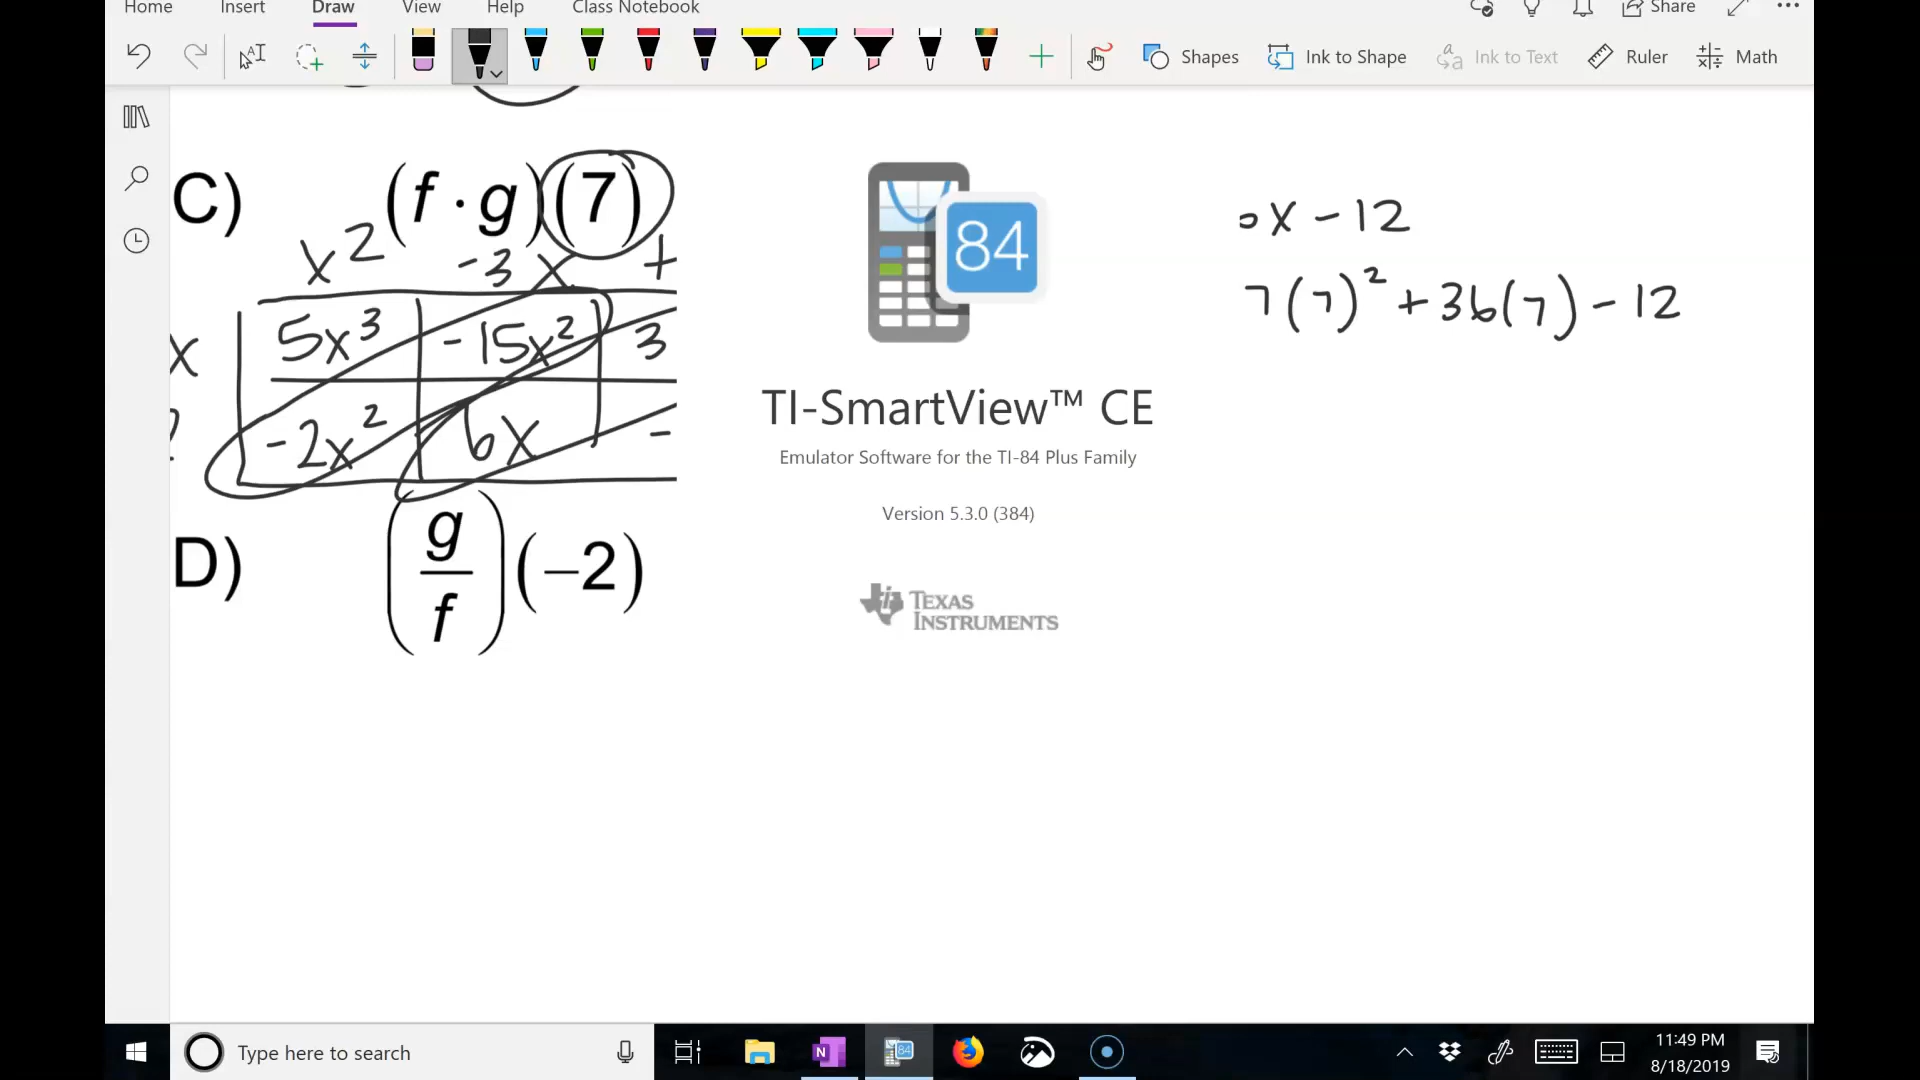 Home Insert Draw View Help Class Notebook Share
Shapes Ink to Shape Ink to Text Ruler Math
C) (f · g)(7)
x² -3x +
x 5x³ -15x² 3
-2x² 6x -
D) (g/f)(-2)
84
TI-SmartView™ CE
Emulator Software for the TI-84 Plus Family
Version 5.3.0 (384)
TEXAS
INSTRUMENTS
x - 12
7(7)² + 36(7) - 12
Type here to search
N
84
11:49 PM
8/18/2019